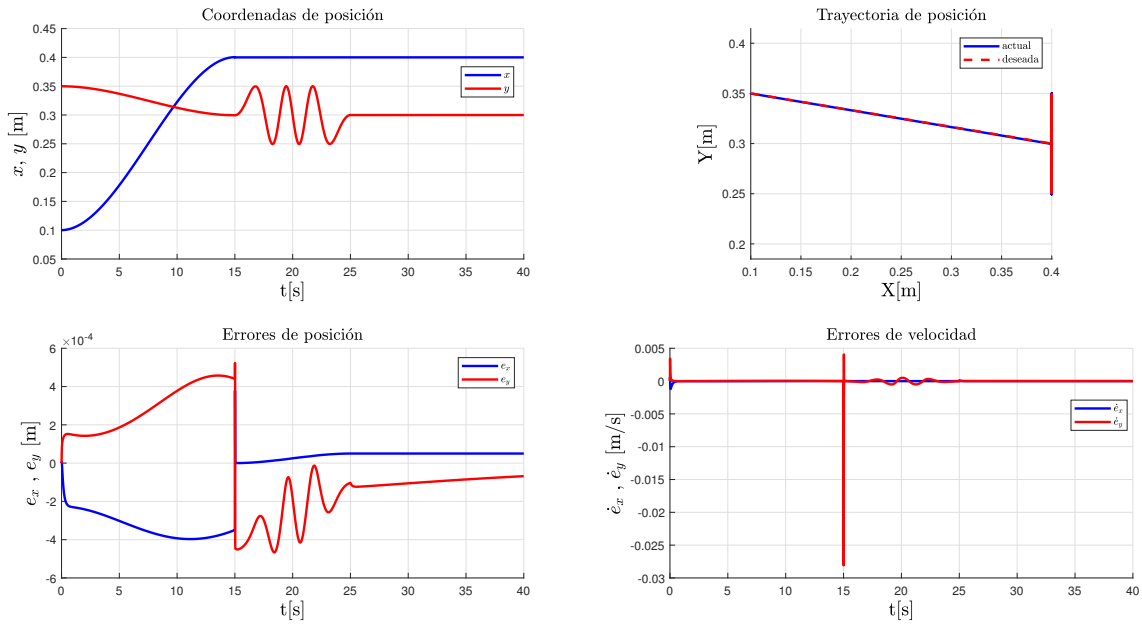 Coordenadas de posición
0.45
0.4
0.35
0.3
0.25
0.2
0.15
0.1
0.05
x, y [m]
x
y
0 5 10 15 20 25 30 35 40
t[s]
Trayectoria de posición
0.4
0.35
0.3
0.25
0.2
Y[m]
actual
deseada
0.1 0.15 0.2 0.25 0.3 0.35 0.4
X[m]
Errores de posición
×10⁻⁴
6
4
2
0
-2
-4
-6
eₓ , e_y [m]
eₓ
e_y
0 5 10 15 20 25 30 35 40
t[s]
Errores de velocidad
0.005
0
-0.005
-0.01
-0.015
-0.02
-0.025
-0.03
ėₓ , ė_y [m/s]
ėₓ
ė_y
0 5 10 15 20 25 30 35 40
t[s]